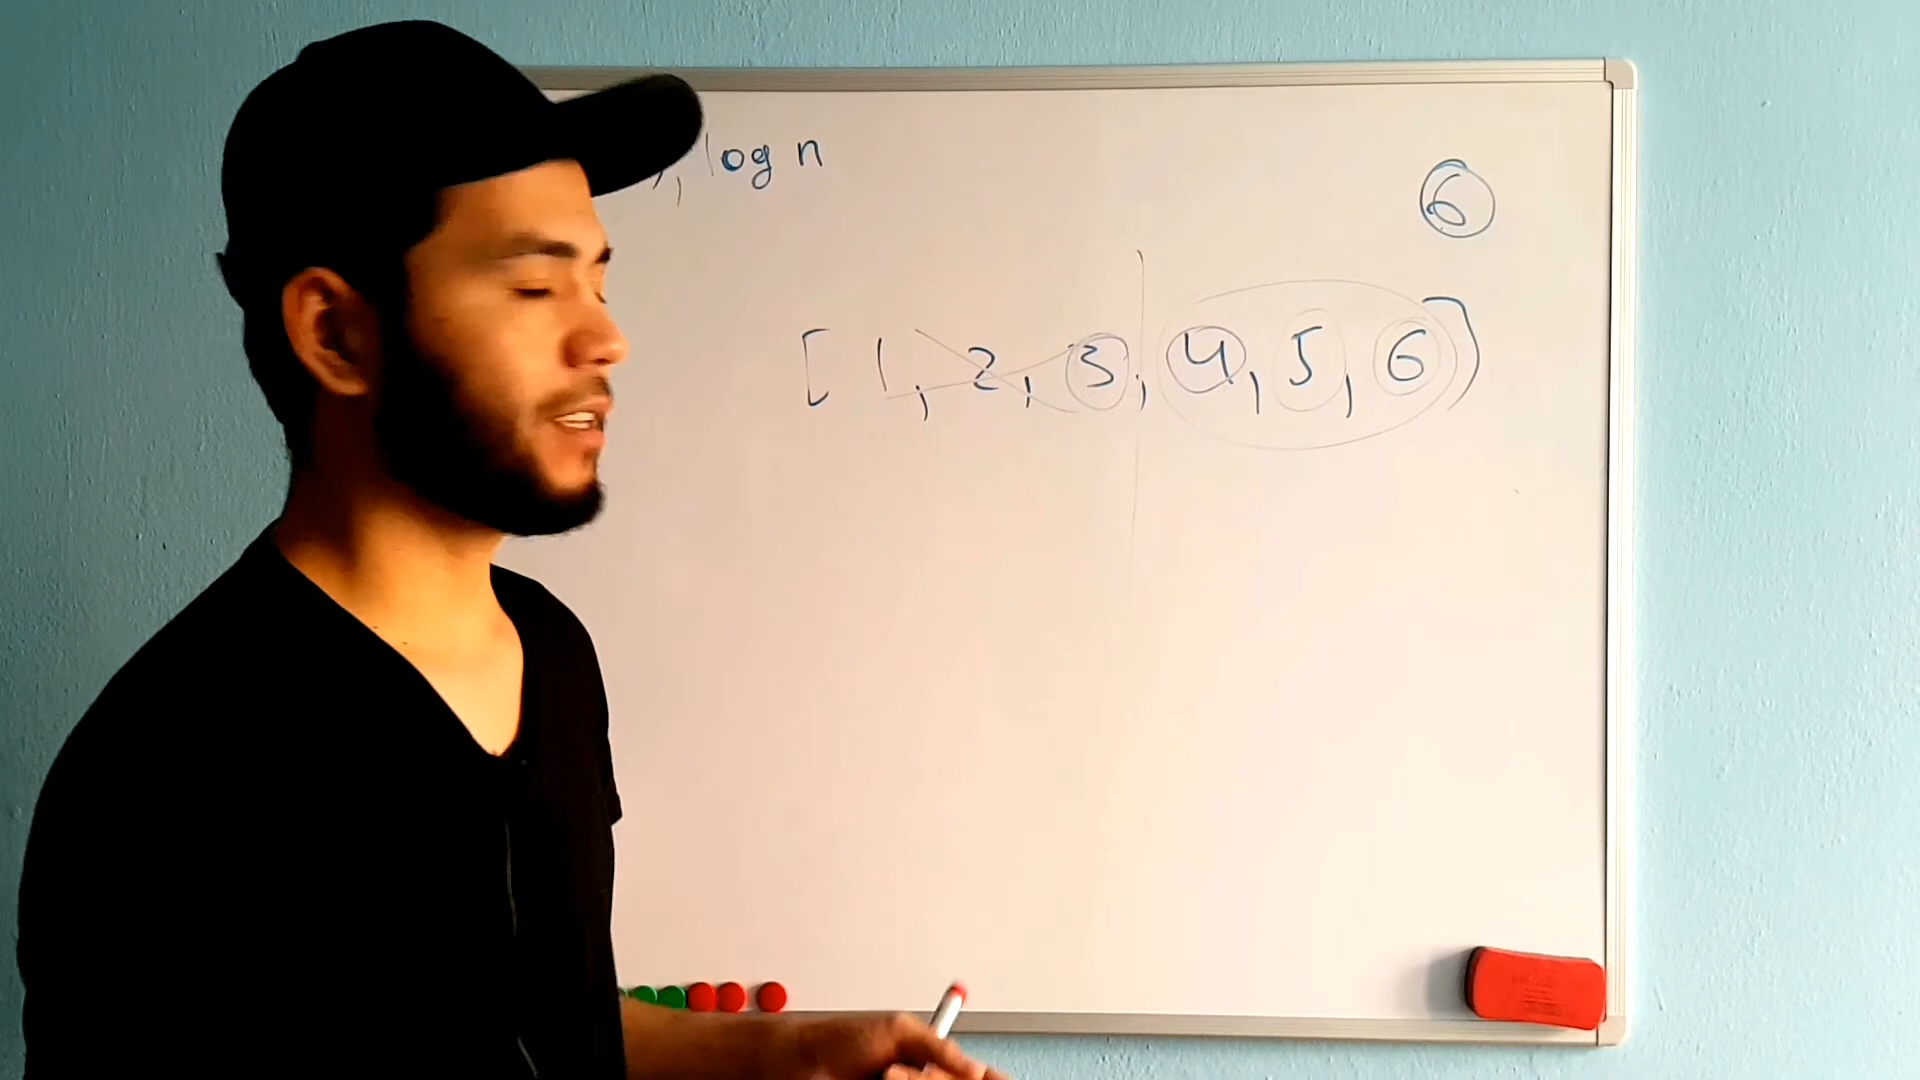 , log n
6
[ 1, 2, 3, 4, 5, 6 ]